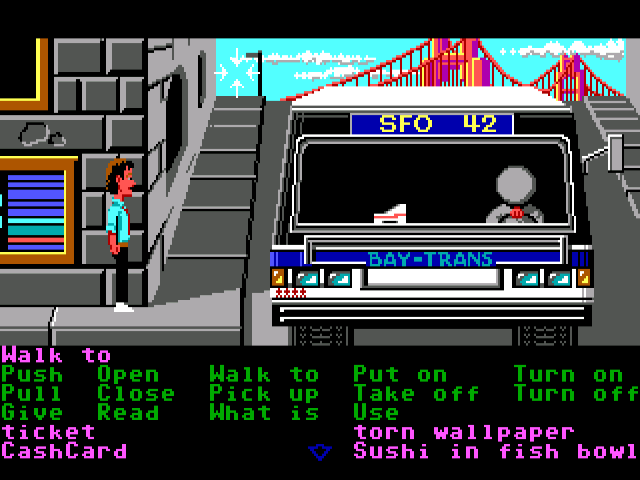 SFO 42
BAY-TRANS
Walk to
Push Open Walk to Put on Turn on
Pull Close Pick up Take off Turn off
Give Read What is Use
ticket torn wallpaper
CashCard Sushi in fish bowl